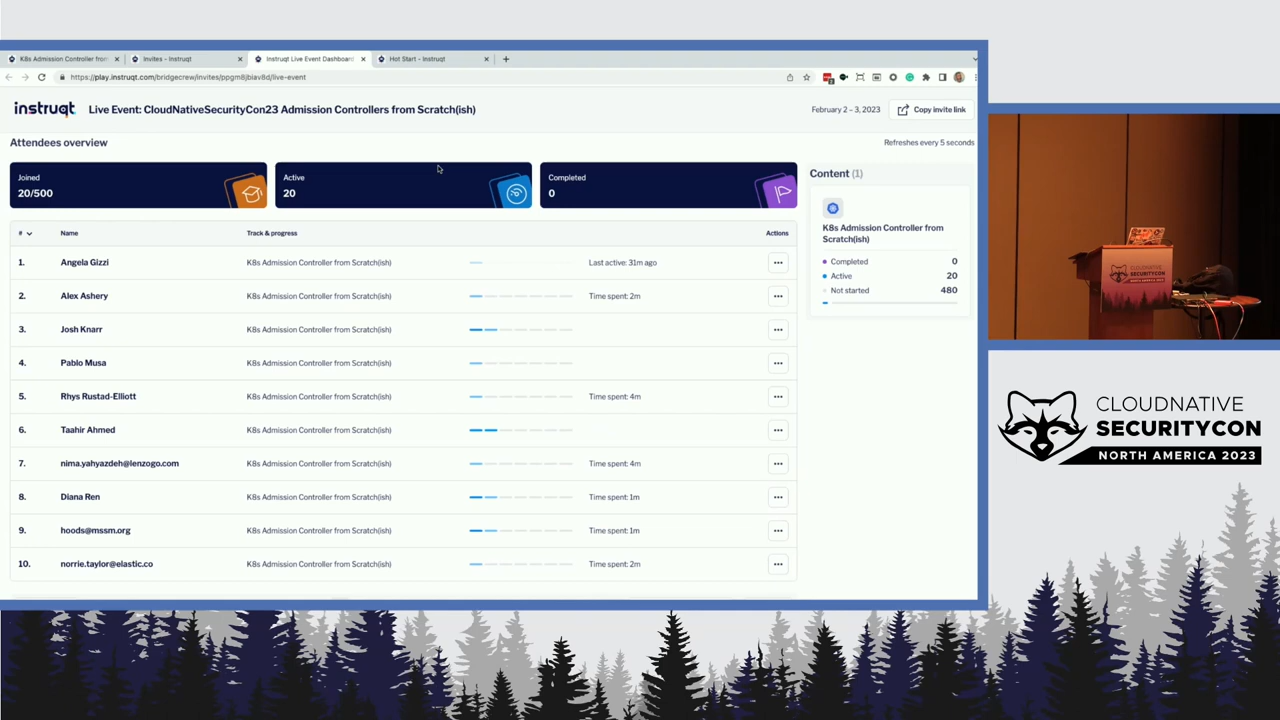 K8s Admission Controller from
Invites - Instruqt
Instruqt Live Event Dashboard
Hot Start - Instruqt
https://play.instruqt.com/bridgecrew/invites/ppgm8jbiav8d/live-event
instruqt
Live Event: CloudNativeSecurityCon23 Admission Controllers from Scratch(ish)
February 2 – 3, 2023
Copy invite link
Attendees overview
Refreshes every 5 seconds
Joined
20/500
Active
20
Completed
0
# Name Track & progress Actions
1. Angela Gizzi K8s Admission Controller from Scratch(ish) Last active: 31m ago
2. Alex Ashery K8s Admission Controller from Scratch(ish) Time spent: 2m
3. Josh Knarr K8s Admission Controller from Scratch(ish)
4. Pablo Musa K8s Admission Controller from Scratch(ish)
5. Rhys Rustad-Elliott K8s Admission Controller from Scratch(ish) Time spent: 4m
6. Taahir Ahmed K8s Admission Controller from Scratch(ish)
7. nima.yahyazdeh@lenzogo.com K8s Admission Controller from Scratch(ish) Time spent: 4m
8. Diana Ren K8s Admission Controller from Scratch(ish) Time spent: 1m
9. hoods@mssm.org K8s Admission Controller from Scratch(ish) Time spent: 1m
10. norrie.taylor@elastic.co K8s Admission Controller from Scratch(ish) Time spent: 2m
Content (1)
K8s Admission Controller from
Scratch(ish)
Completed 0
Active 20
Not started 480
SECURITYCON
CLOUDNATIVE
SECURITYCON
NORTH AMERICA 2023